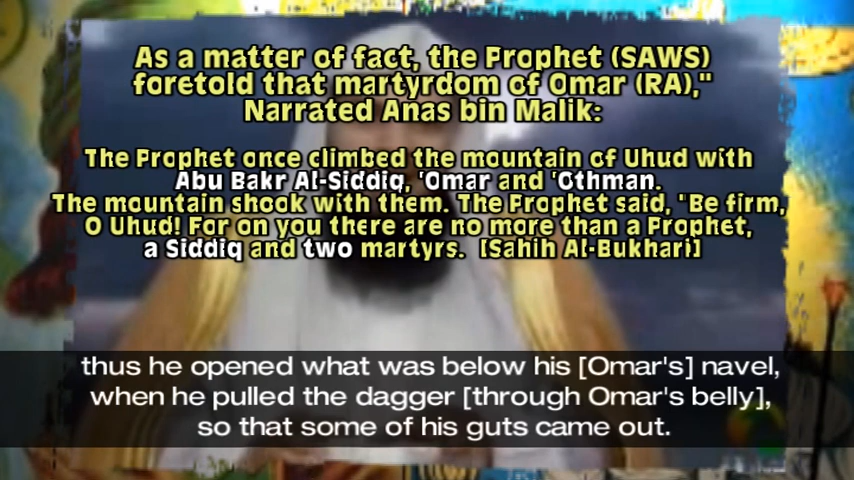 As a matter of fact, the Prophet (SAWS)
foretold that martyrdom of Omar (RA),"
Narrated Anas bin Malik:
The Prophet once climbed the mountain of Uhud with
Abu Bakr Al-Siddiq, 'Omar and 'Othman.
The mountain shook with them. The Prophet said, "Be firm,
O Uhud! For on you there are no more than a Prophet,
a Siddiq and two martyrs. [Sahih Al-Bukhari]
thus he opened what was below his [Omar's] navel,
when he pulled the dagger [through Omar's belly],
so that some of his guts came out.